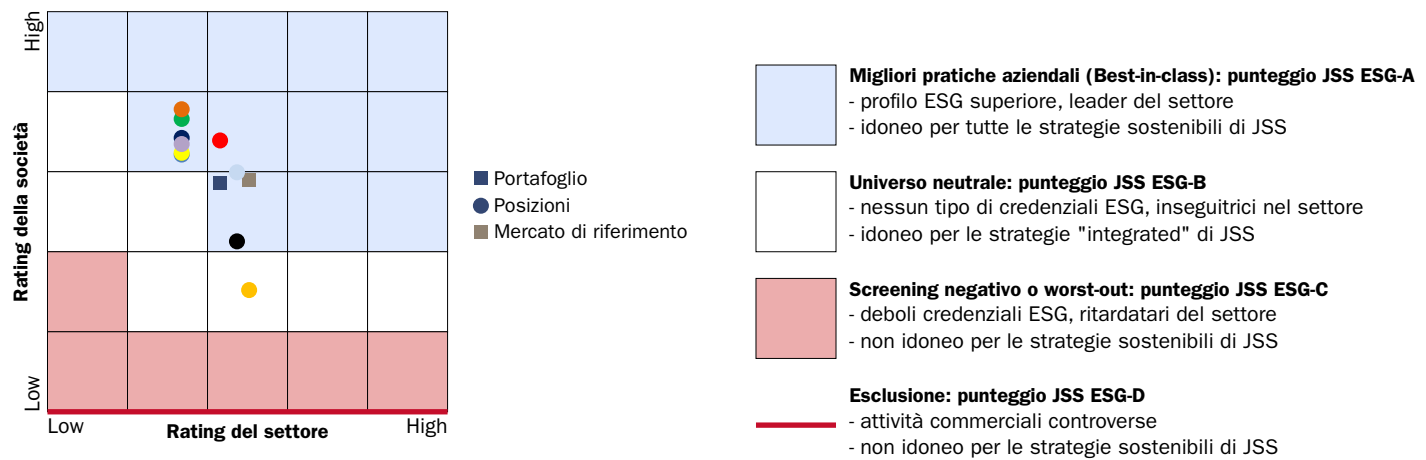 High
Rating della società
Low
Low
Rating del settore
High
Portafoglio
Posizioni
Mercato di riferimento
Migliori pratiche aziendali (Best-in-class): punteggio JSS ESG-A
- profilo ESG superiore, leader del settore
- idoneo per tutte le strategie sostenibili di JSS
Universo neutrale: punteggio JSS ESG-B
- nessun tipo di credenziali ESG, inseguitrici nel settore
- idoneo per le strategie "integrated" di JSS
Screening negativo o worst-out: punteggio JSS ESG-C
- deboli credenziali ESG, ritardatari del settore
- non idoneo per le strategie sostenibili di JSS
Esclusione: punteggio JSS ESG-D
- attività commerciali controverse
- non idoneo per le strategie sostenibili di JSS